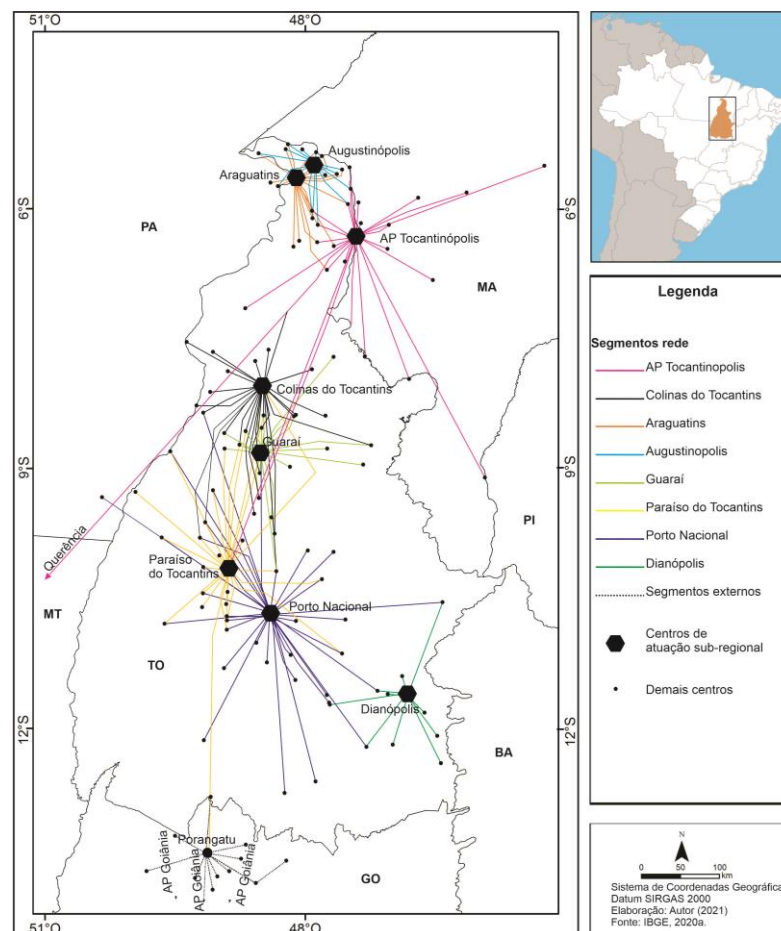 51°O
48°O
Augustinópolis
Araguatins
6°S
6°S
PA
AP Tocantinópolis
MA
Colinas do Tocantins
Guaraí
9°S
9°S
PI
Querência
Paraíso
do Tocantins
Porto Nacional
MT
TO
Dianópolis
12°S
12°S
BA
Porangatu
AP Goiânia
AP Goiânia
AP Goiânia
GO
51°O
48°O
Legenda
Segmentos rede
AP Tocantinopolis
Colinas do Tocantins
Araguatins
Augustinopolis
Guaraí
Paraíso do Tocantins
Porto Nacional
Dianópolis
Segmentos externos
Centros de
atuação sub-regional
Demais centros
N
0 50 100
km
Sistema de Coordenadas Geográfica
Datum SIRGAS 2000
Elaboração: Autor (2021)
Fonte: IBGE, 2020a.